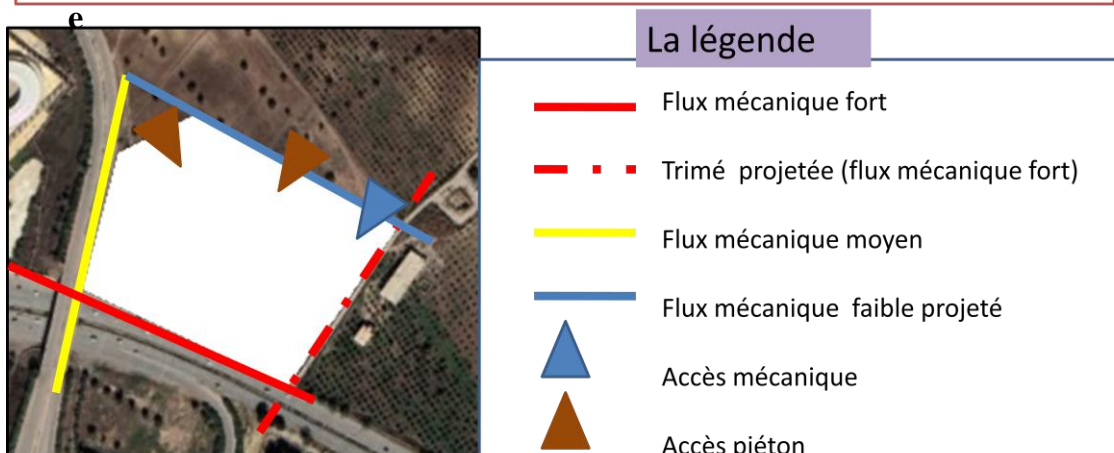 e
La légende
Flux mécanique fort
Trimé projetée (flux mécanique fort)
Flux mécanique moyen
Flux mécanique faible projeté
Accès mécanique
Accès piéton